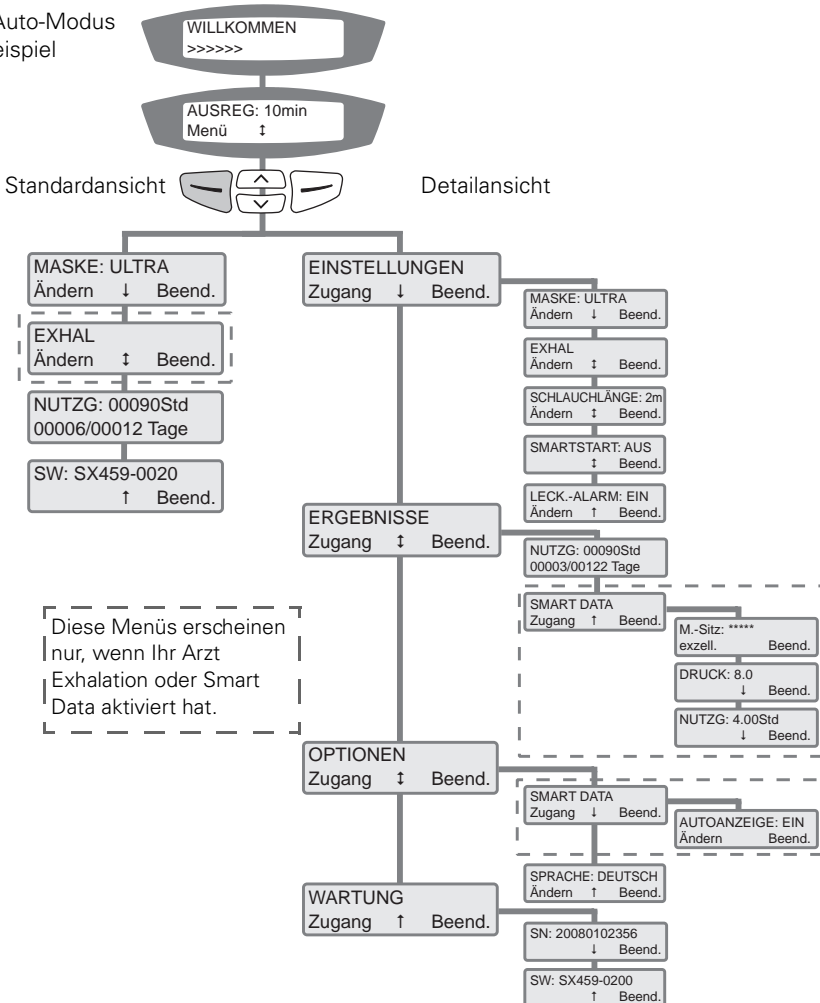 Auto-Modus
WILLKOMMEN
>>>>>>
AUSREG: 10min
Menü ↕
Standardansicht
Detailansicht
MASKE: ULTRA
Ändern ↓ Beend.
EXHAL
Ändern ↕ Beend.
NUTZG: 00090Std
00006/00012 Tage
SW: SX459-0020
↑ Beend.
Diese Menüs erscheinen
nur, wenn Ihr Arzt
Exhalation oder Smart
Data aktiviert hat.
EINSTELLUNGEN
Zugang ↓ Beend.
MASKE: ULTRA
Ändern ↓ Beend.
EXHAL
Ändern ↕ Beend.
SCHLAUCHLÄNGE: 2m
Ändern ↕ Beend.
SMARTSTART: AUS
↕ Beend.
LECK.-ALARM: EIN
Ändern ↑ Beend.
ERGEBNISSE
Zugang ↕ Beend.
NUTZG: 00090Std
00003/00122 Tage
SMART DATA
Zugang ↑ Beend.
M.-Sitz: *****
exzell. Beend.
DRUCK: 8.0
↓ Beend.
NUTZG: 4.00Std
↓ Beend.
OPTIONEN
Zugang ↕ Beend.
SMART DATA
Zugang ↓ Beend.
AUTOANZEIGE: EIN
Ändern Beend.
SPRACHE: DEUTSCH
Ändern ↑ Beend.
WARTUNG
Zugang ↑ Beend.
SN: 20080102356
↓ Beend.
SW: SX459-0200
↑ Beend.